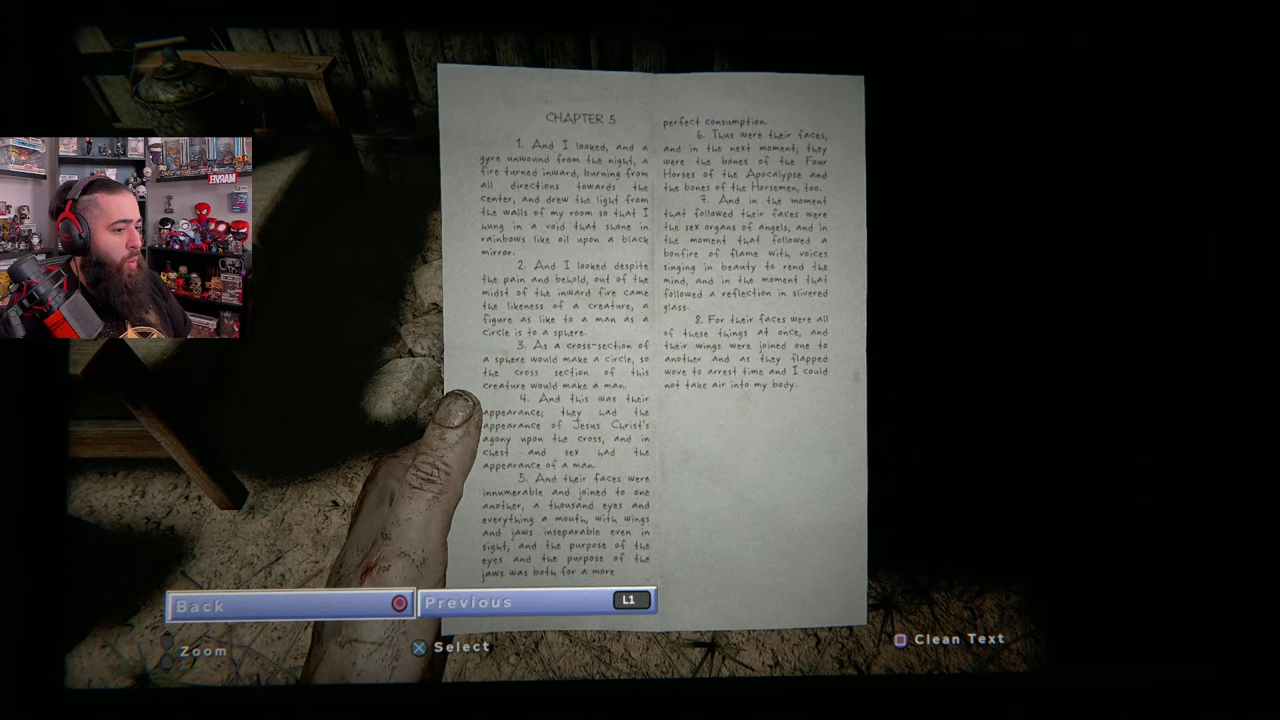 CHAPTER 5
1. And I looked, and a
gyre unwound from the night, a
fire turned inward, burning from
all directions towards the
center, and drew the light from
the walls of my room so that I
hung in a void that shone in
rainbows like oil upon a black
mirror.
2. And I looked despite
the pain and behold, out of the
midst of the inward fire came
the likeness of a creature, a
figure as like to a man as a
circle is to a sphere.
3. As a cross-section of
a sphere would make a circle, so
the cross section of this
creature would make a man.
4. And this was their
appearance; they had the
appearance of Jesus Christ's
agony upon the cross, and in
chest and sex had the
appearance of a man.
5. And their faces were
innumerable and joined to one
another, a thousand eyes and
everything a mouth, with wings
and jaws inseparable even in
sight, and the purpose of the
eyes and the purpose of the
jaws was both for a more
perfect consumption.
6. Thus were their faces,
and in the next moment, they
were the bones of the Four
Horses of the Apocalypse and
the bones of the Horsemen, too.
7. And in the moment
that followed their faces were
the sex organs of angels, and in
the moment that followed a
bonfire of flame with voices
singing in beauty to rend the
mind, and in the moment that
followed a reflection in slivered
glass.
8. For their faces were all
of these things at once, and
their wings were joined one to
another and as they flapped
wove to arrest time and I could
not take air into my body.
MARVEL
Back
Previous L1
Zoom
Select
Clean Text